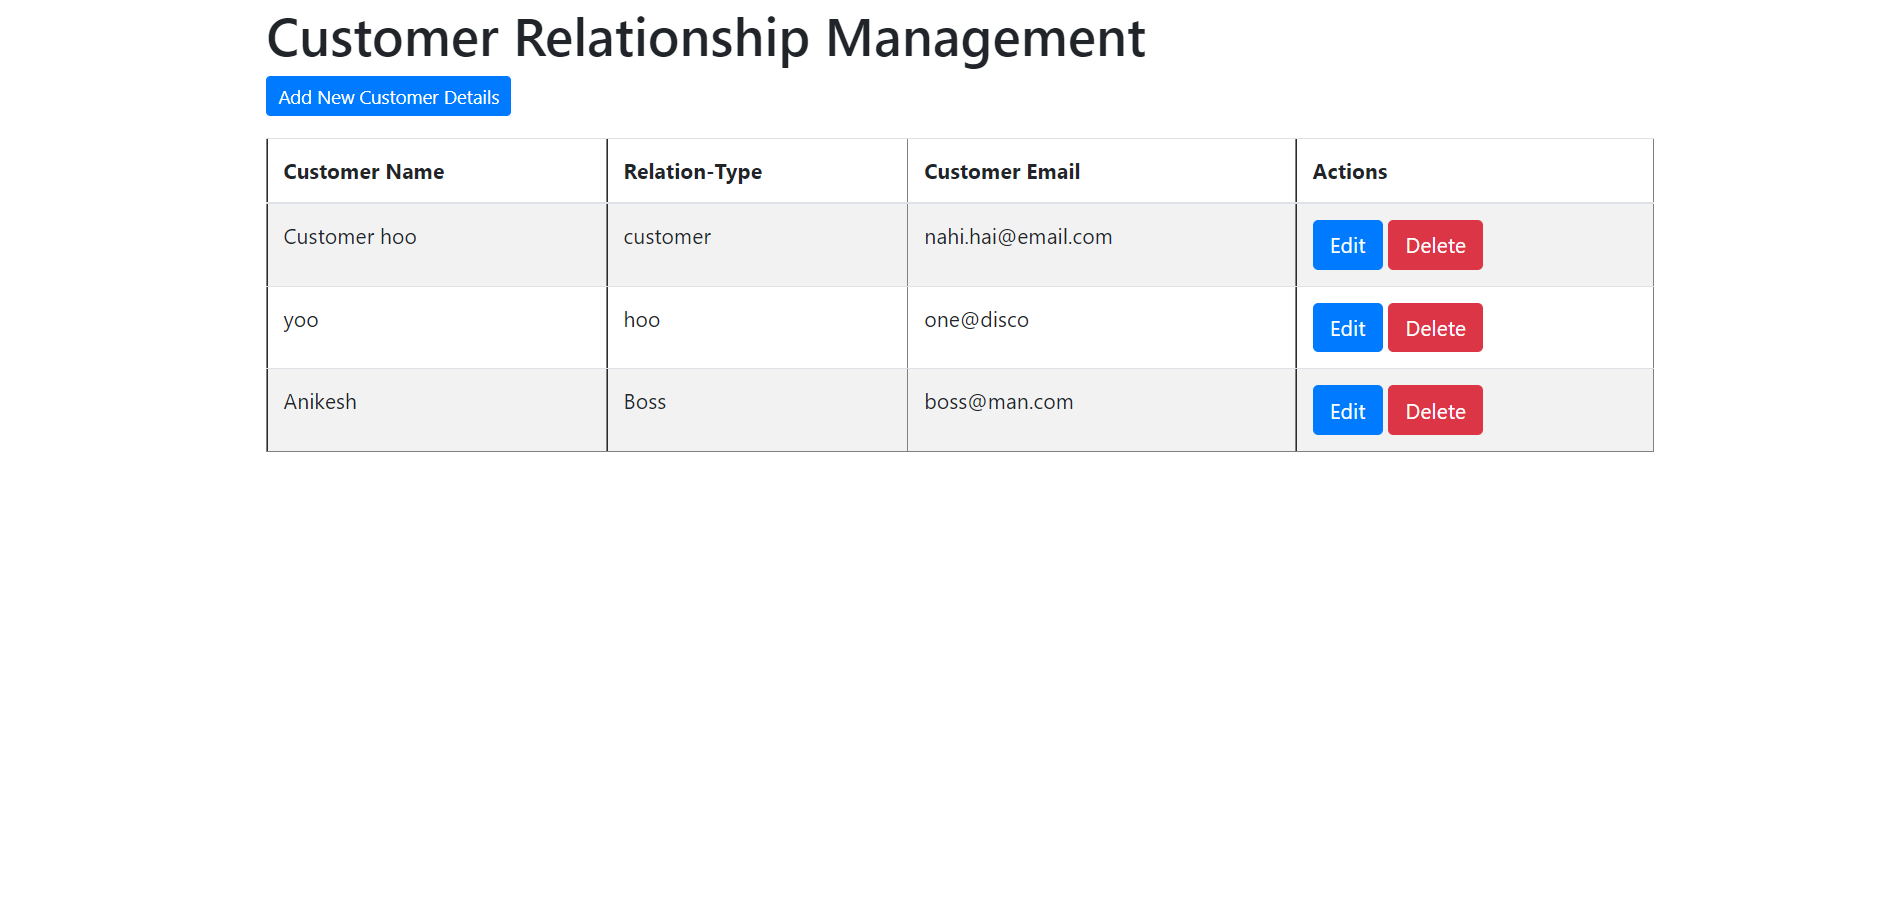 Customer Relationship Management
Add New Customer Details
Customer Name Relation-Type Customer Email Actions
Customer hoo customer nahi.hai@email.com Edit Delete
yoo hoo one@disco Edit Delete
Anikesh Boss boss@man.com Edit Delete